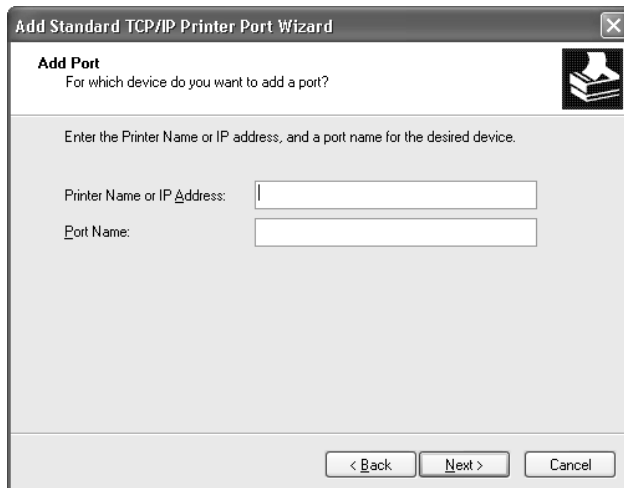 Add Standard TCP/IP Printer Port Wizard
Add Port
For which device do you want to add a port?
Enter the Printer Name or IP address, and a port name for the desired device.
Printer Name or IP Address:
Port Name:
< Back Next > Cancel